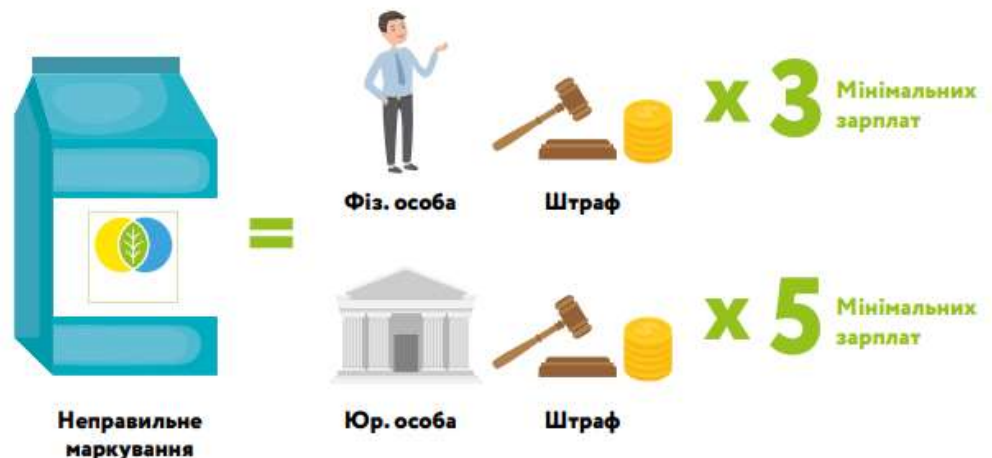 x 3 Мінімальних
зарплат
Фіз. особа
Штраф
=
x 5 Мінімальних
зарплат
Неправильне
маркування
Юр. особа
Штраф